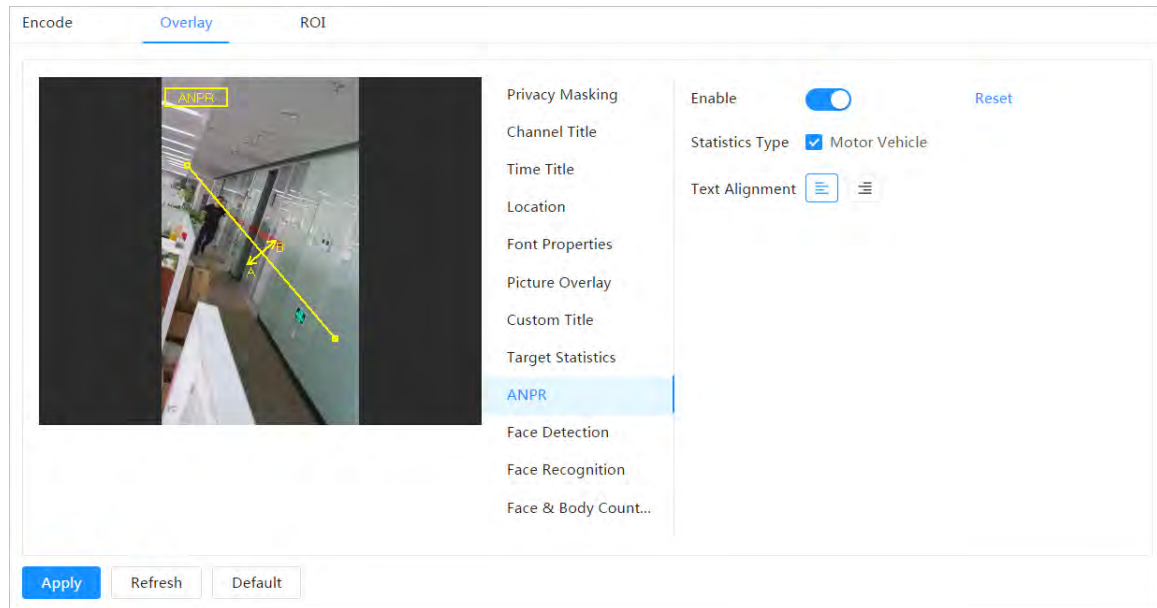 Encode Overlay ROI
ANPR
B
A
Privacy Masking
Channel Title
Time Title
Location
Font Properties
Picture Overlay
Custom Title
Target Statistics
ANPR
Face Detection
Face Recognition
Face & Body Count...
Enable Reset
Statistics Type Motor Vehicle
Text Alignment
Apply Refresh Default